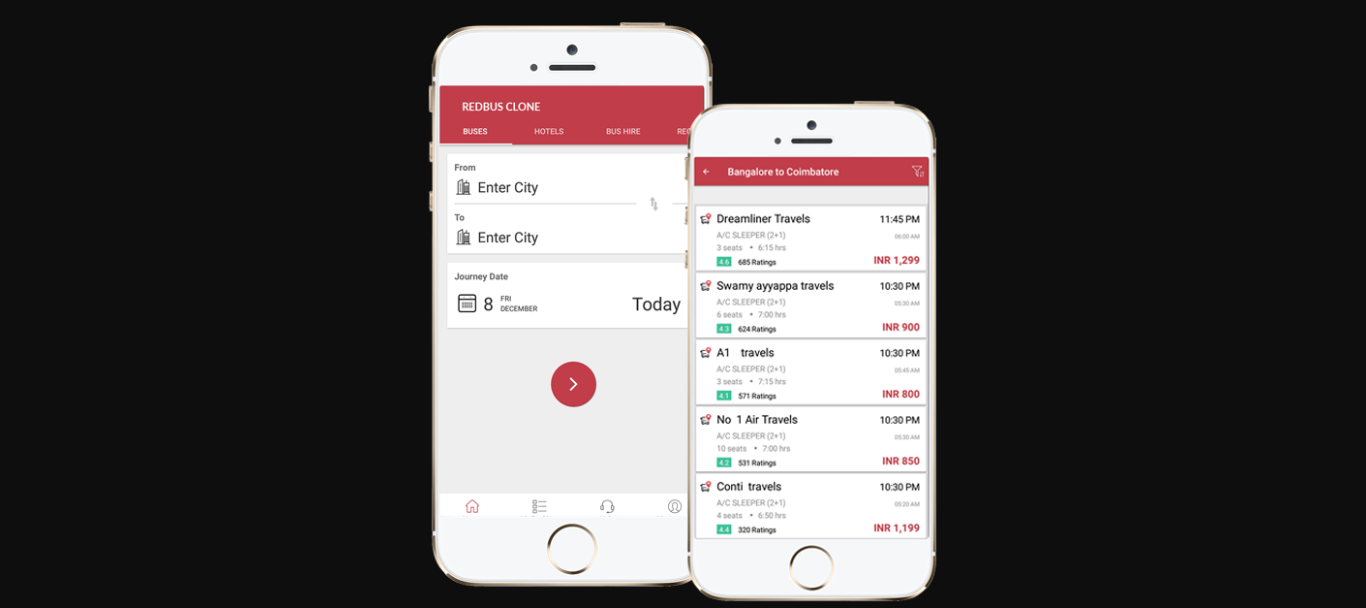 REDBUS CLONE
BUSES HOTELS BUS HIRE
From
Enter City
To
Enter City
Journey Date
8 FRI
DECEMBER
Today
Bangalore to Coimbatore
Dreamliner Travels 11:45 PM
A/C SLEEPER (2+1) 06:00 AM
3 seats • 6:15 hrs
4.6 685 Ratings INR 1,299
Swamy ayyappa travels 10:30 PM
A/C SLEEPER (2+1) 05:30 AM
6 seats • 7:00 hrs
4.3 624 Ratings INR 900
A1 travels 10:30 PM
A/C SLEEPER (2+1) 05:45 AM
3 seats • 7:15 hrs
4.1 571 Ratings INR 800
No 1 Air Travels 10:30 PM
A/C SLEEPER (2+1) 05:30 AM
10 seats • 7:00 hrs
4.2 531 Ratings INR 850
Conti travels 10:30 PM
A/C SLEEPER (2+1) 05:20 AM
4 seats • 6:50 hrs
4.4 320 Ratings INR 1,199